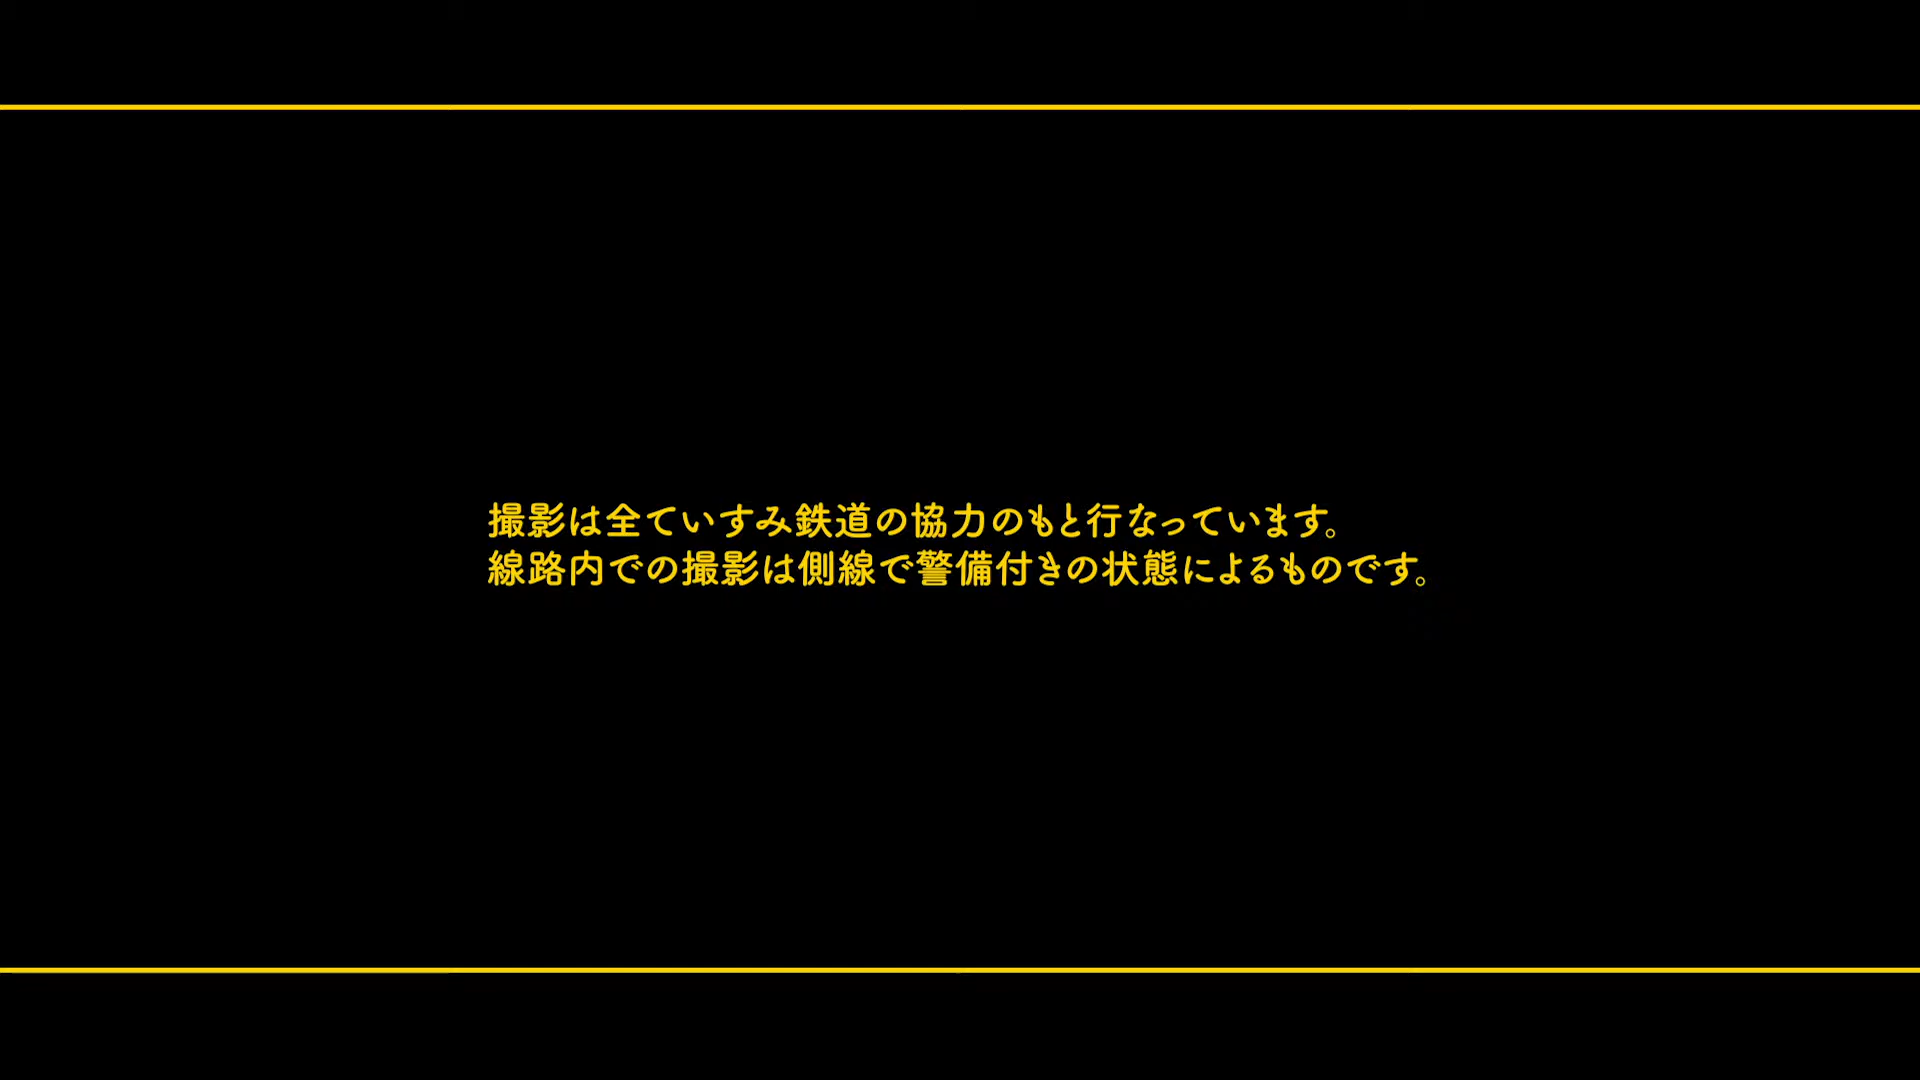 撮影は全ていすみ鉄道の協力のもと行なっています。
線路内での撮影は側線で警備付きの状態によるものです。